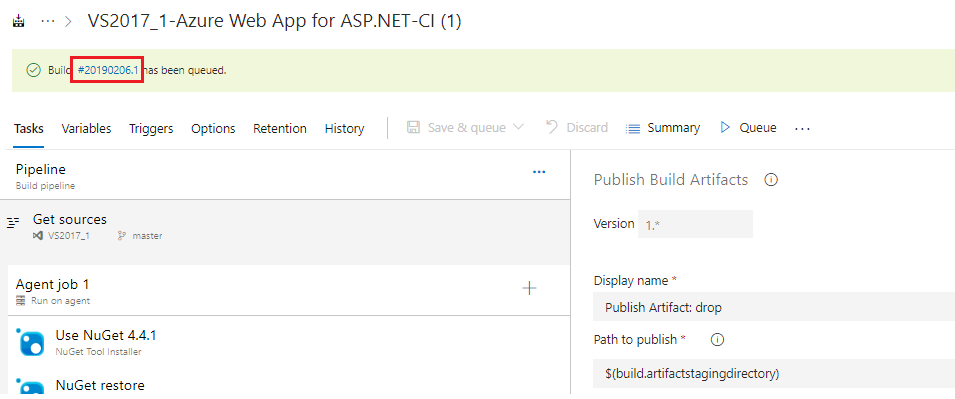 ··· > VS2017_1-Azure Web App for ASP.NET-CI (1)
Build #20190206.1 has been queued.
Tasks Variables Triggers Options Retention History Save & queue Discard Summary Queue ···
Pipeline ···
Build pipeline
Get sources
VS2017_1 master
Agent job 1 +
Run on agent
Use NuGet 4.4.1
NuGet Tool Installer
NuGet restore
Publish Build Artifacts
Version 1.*
Display name *
Publish Artifact: drop
Path to publish *
$(build.artifactstagingdirectory)